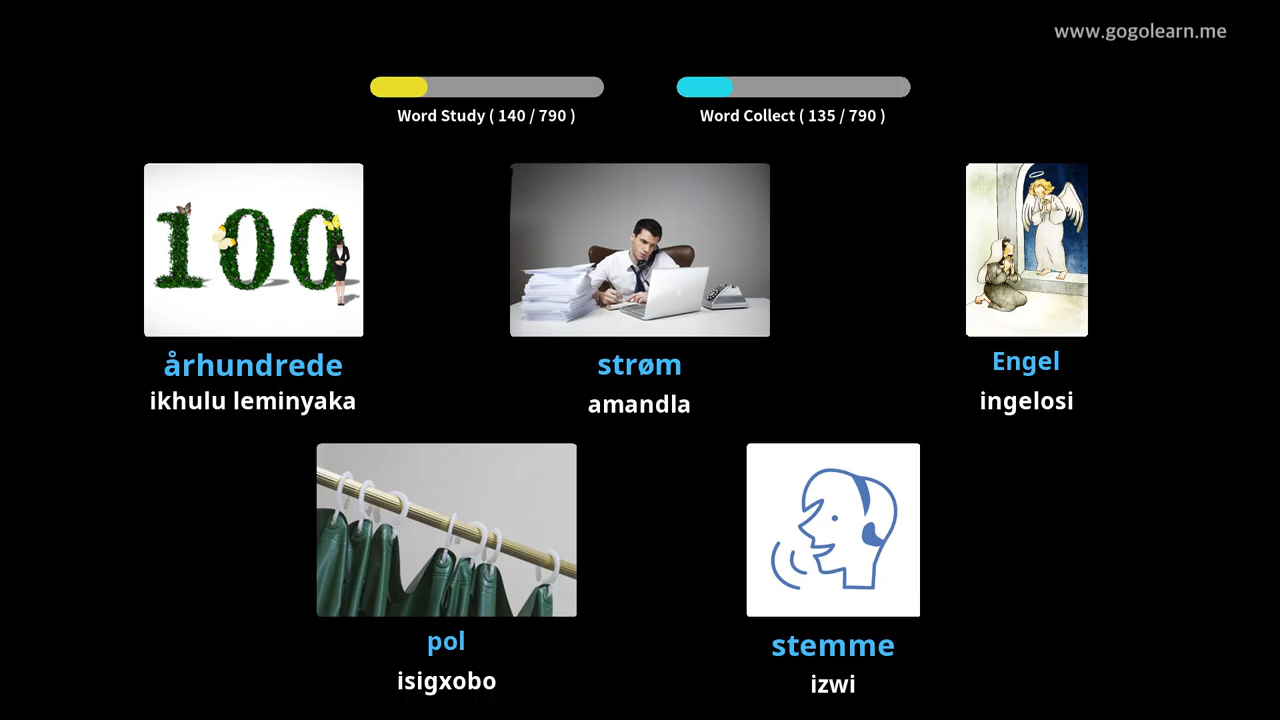 www.gogolearn.me
Word Study ( 140 / 790 )
Word Collect ( 135 / 790 )
100
århundrede
ikhulu leminyaka
strøm
amandla
Engel
ingelosi
pol
isigxobo
stemme
izwi